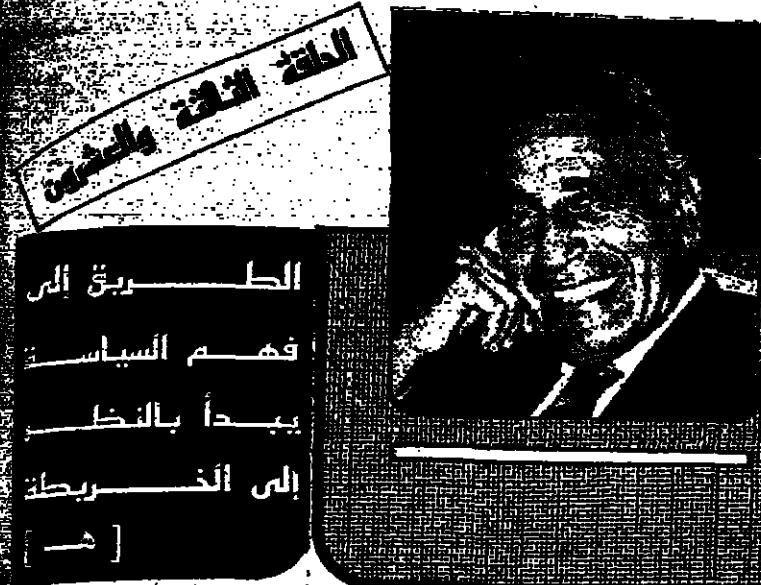 الحلقة الثالثة والعشرون
الطريق إلى
فهم السياسة
يبدأ بالنظر
إلى الخريطة
[ هـ ]